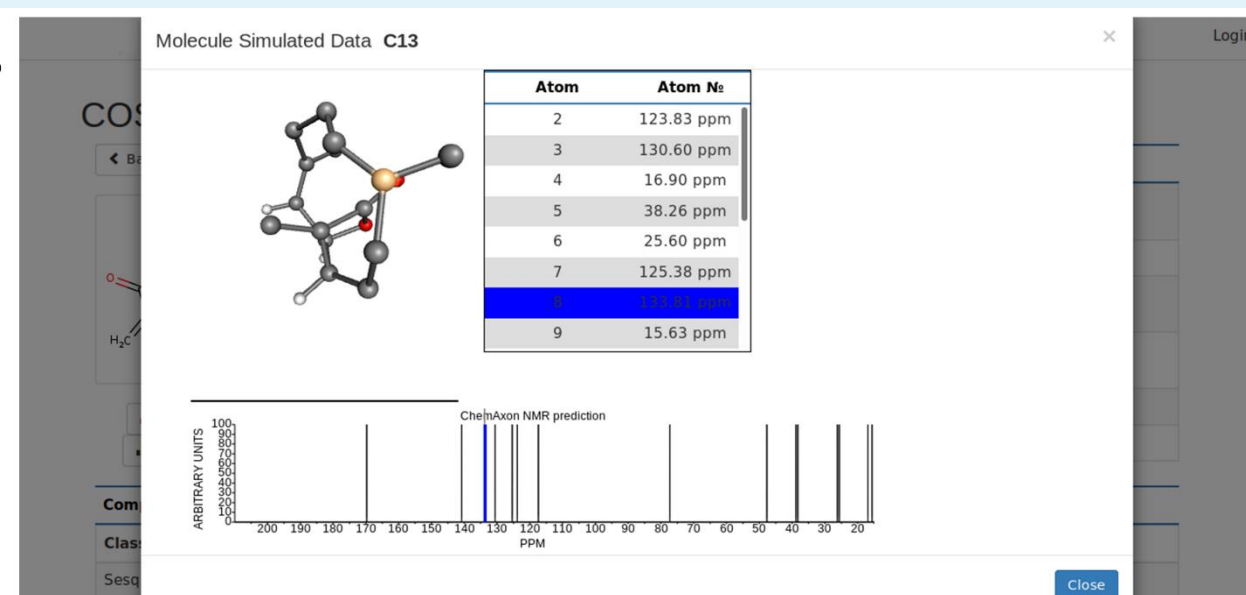 Molecule Simulated Data C13 ×
Login
COS
Ba
Atom Atom №
2 123.83 ppm
3 130.60 ppm
4 16.90 ppm
5 38.26 ppm
6 25.60 ppm
7 125.38 ppm
8 133.81 ppm
9 15.63 ppm
O
H₂C
ChemAxon NMR prediction
ARBITRARY UNITS
100
90
80
70
60
50
40
30
20
10
0
200 190 180 170 160 150 140 130 120 110 100 90 80 70 60 50 40 30 20
PPM
Com
Clas
Sesq
Close